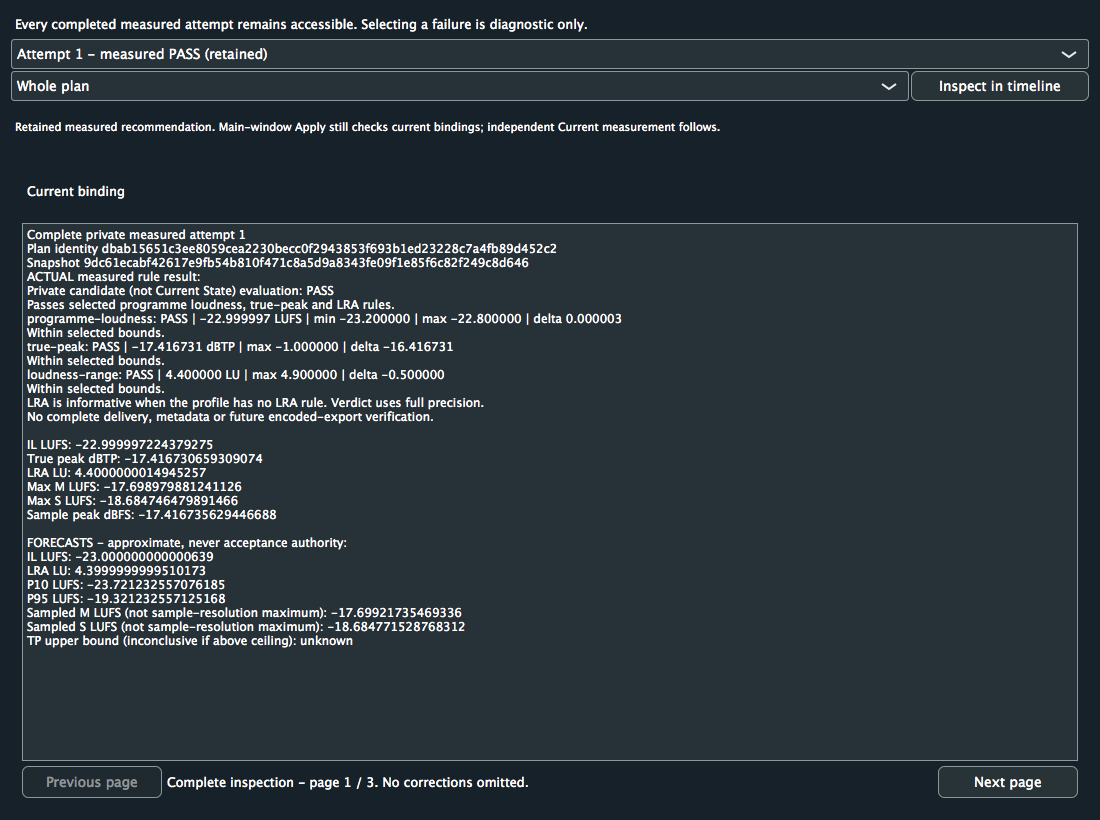 Every completed measured attempt remains accessible. Selecting a failure is diagnostic only.
Attempt 1 – measured PASS (retained)
Whole plan
Inspect in timeline
Retained measured recommendation. Main-window Apply still checks current bindings; independent Current measurement follows.
Current binding
Complete private measured attempt 1
Plan identity dbab15651c3ee8059cea2230becc0f2943853f693b1ed23228c7a4fb89d452c2
Snapshot 9dc61ecabf42617e9fb54b810f471c8a5d9a8343fe09f1e85f6c82f249c8d646
ACTUAL measured rule result:
Private candidate (not Current State) evaluation: PASS
Passes selected programme loudness, true-peak and LRA rules.
programme-loudness: PASS | -22.999997 LUFS | min -23.200000 | max -22.800000 | delta 0.000003
Within selected bounds.
true-peak: PASS | -17.416731 dBTP | max -1.000000 | delta -16.416731
Within selected bounds.
loudness-range: PASS | 4.400000 LU | max 4.900000 | delta -0.500000
Within selected bounds.
LRA is informative when the profile has no LRA rule. Verdict uses full precision.
No complete delivery, metadata or future encoded-export verification.
IL LUFS: -22.999997224379275
True peak dBTP: -17.416730659309074
LRA LU: 4.4000000014945257
Max M LUFS: -17.698979881241126
Max S LUFS: -18.684746479891466
Sample peak dBFS: -17.416735629446688
FORECASTS – approximate, never acceptance authority:
IL LUFS: -23.000000000000639
LRA LU: 4.3999999999510173
P10 LUFS: -23.721232557076185
P95 LUFS: -19.321232557125168
Sampled M LUFS (not sample-resolution maximum): -17.69921735469336
Sampled S LUFS (not sample-resolution maximum): -18.684771528768312
TP upper bound (inconclusive if above ceiling): unknown
Previous page
Complete inspection – page 1 / 3. No corrections omitted.
Next page